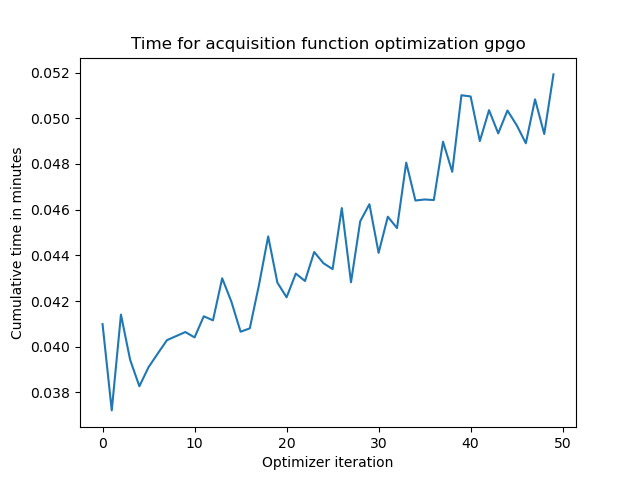 Time for acquisition function optimization gpgo
0.052
0.050
0.048
0.046
0.044
0.042
0.040
0.038
Cumulative time in minutes
0 10 20 30 40 50
Optimizer iteration